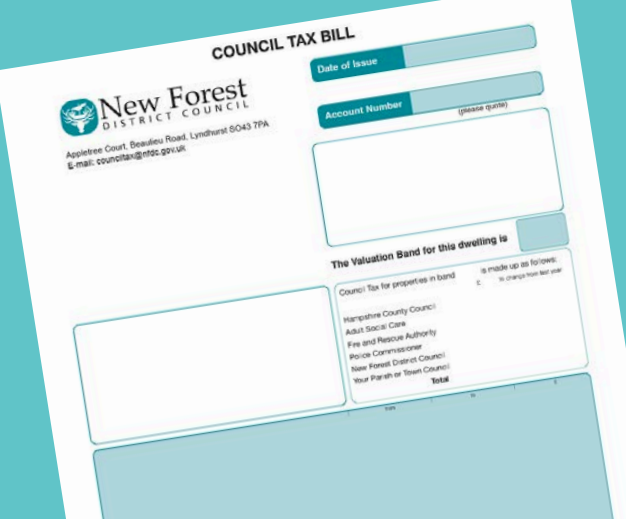 COUNCIL TAX BILL
Date of Issue
New Forest
DISTRICT COUNCIL
Account Number
(please quote)
Appletree Court, Beaulieu Road, Lyndhurst SO43 7PA
E-mail: counciltax@nfdc.gov.uk
The Valuation Band for this dwelling is
Council Tax for properties in band is made up as follows:
£ % change from last year
Hampshire County Council
Adult Social Care
Fire and Rescue Authority
Police Commissioner
New Forest District Council
Your Parish or Town Council
Total